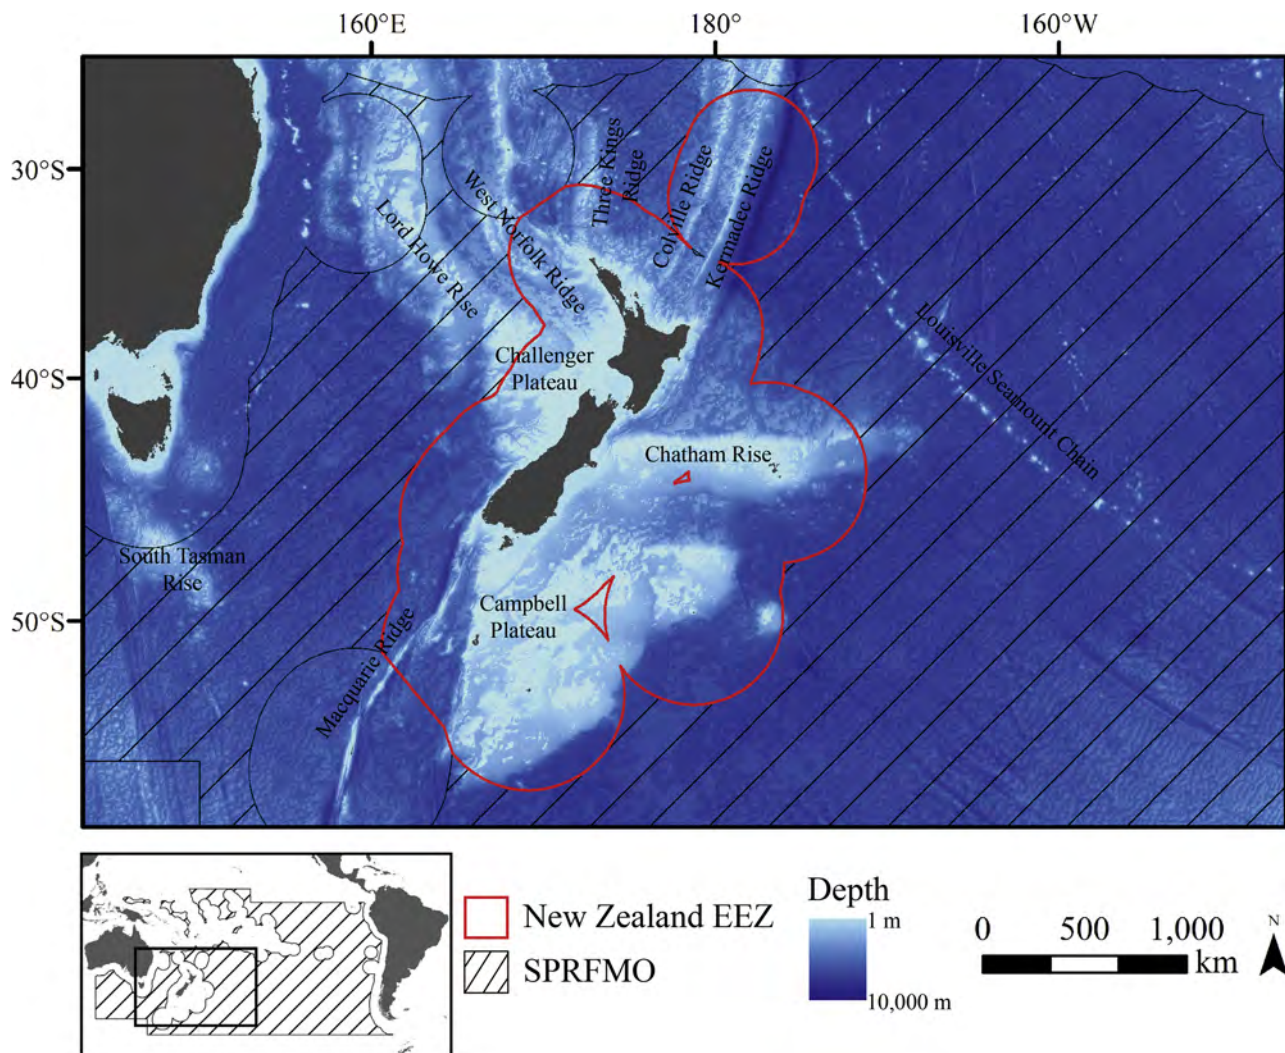 160°E
180°
160°W
30°S
40°S
50°S
Three Kings
Ridge
Colville Ridge
Kermadec Ridge
West Norfolk Ridge
Lord Howe Rise
Louisville Seamount Chain
Challenger
Plateau
Chatham Rise
South Tasman
Rise
Campbell
Plateau
Macquarie Ridge
New Zealand EEZ
SPRFMO
Depth
1 m
10,000 m
0
500
1,000
km
N